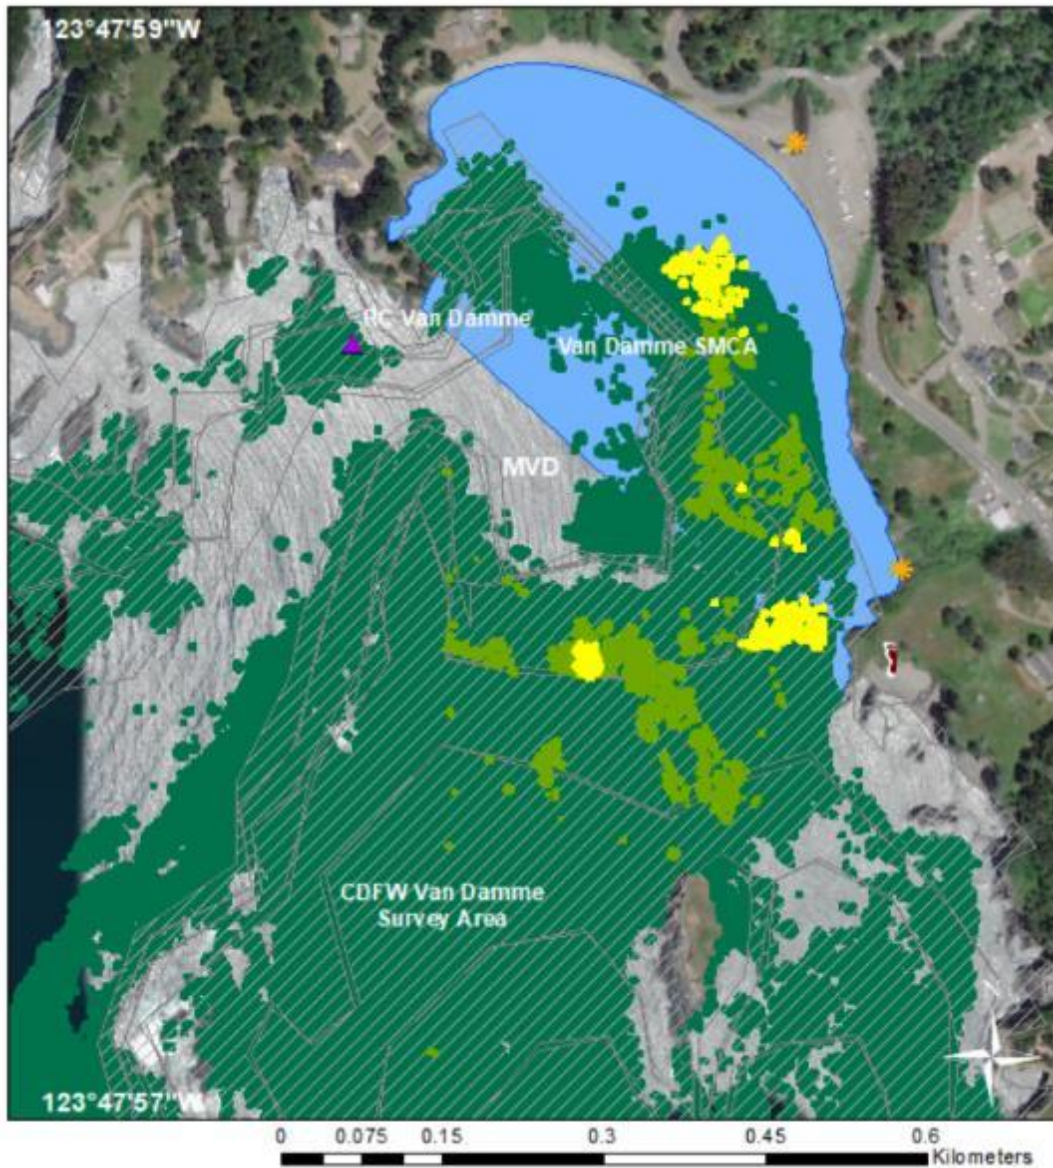 123°47'59"W
RC Van Damme
Van Damme SMCA
MVD
CDFW Van Damme
Survey Area
123°47'57"W
0 0.075 0.15 0.3 0.45 0.6
Kilometers